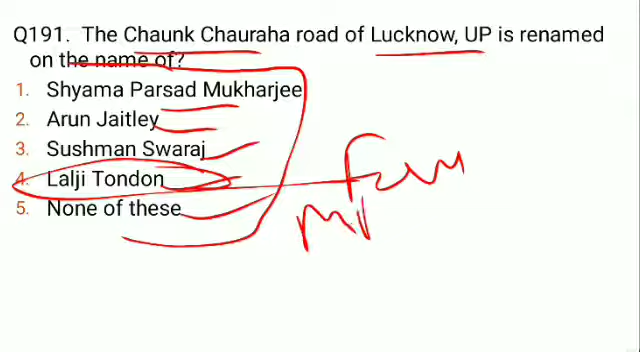 Q191. The Chaunk Chauraha road of Lucknow, UP is renamed
on the name of?
1. Shyama Parsad Mukharjee
2. Arun Jaitley
3. Sushman Swaraj
4. Lalji Tondon
5. None of these